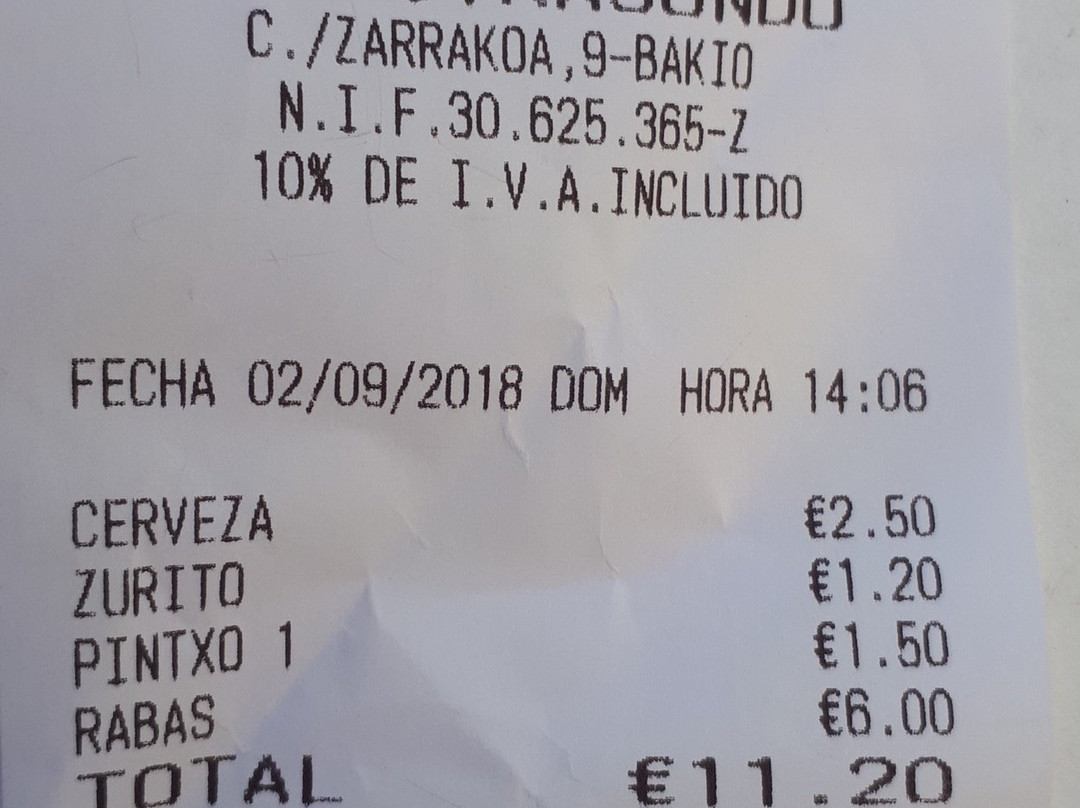 C./ZARRAKOA,9-BAKIO
N.I.F.30.625.365-Z
10% DE I.V.A.INCLUIDO
FECHA 02/09/2018 DOM HORA 14:06
CERVEZA €2.50
ZURITO €1.20
PINTXO 1 €1.50
RABAS €6.00
TOTAL €11.20